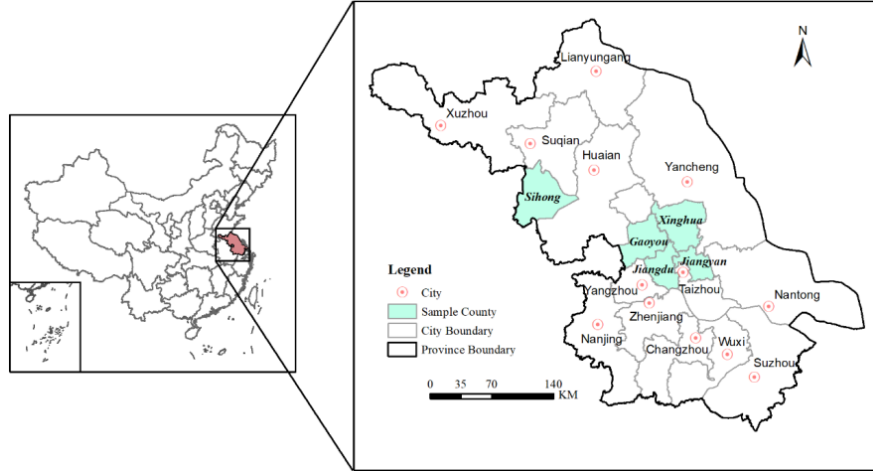 N
Lianyungang
Xuzhou
Suqian
Huaian
Yancheng
Sihong
Xinghua
Gaoyou
Jiangyan
Jiangdu
Taizhou
Yangzhou
Nantong
Zhenjiang
Nanjing
Changzhou
Wuxi
Suzhou
Legend
City
Sample County
City Boundary
Province Boundary
0 35 70 140
KM